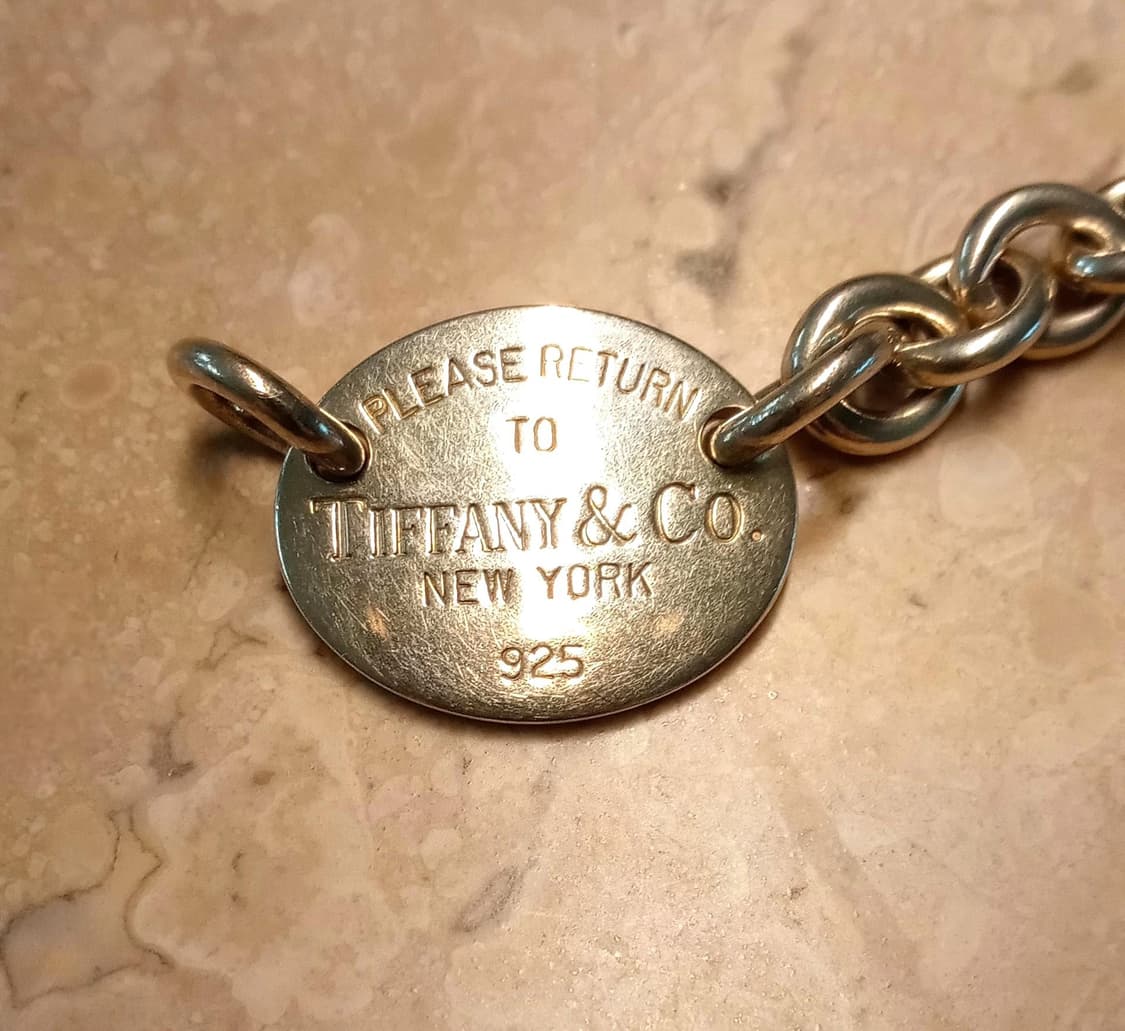 PLEASE RETURN
TO
TIFFANY & CO.
NEW YORK
925